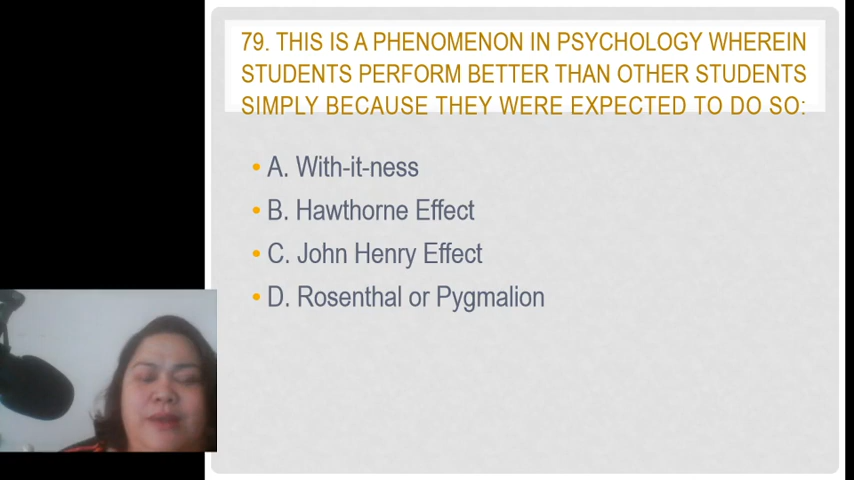 79. THIS IS A PHENOMENON IN PSYCHOLOGY WHEREIN
STUDENTS PERFORM BETTER THAN OTHER STUDENTS
SIMPLY BECAUSE THEY WERE EXPECTED TO DO SO:
• A. With-it-ness
• B. Hawthorne Effect
• C. John Henry Effect
• D. Rosenthal or Pygmalion